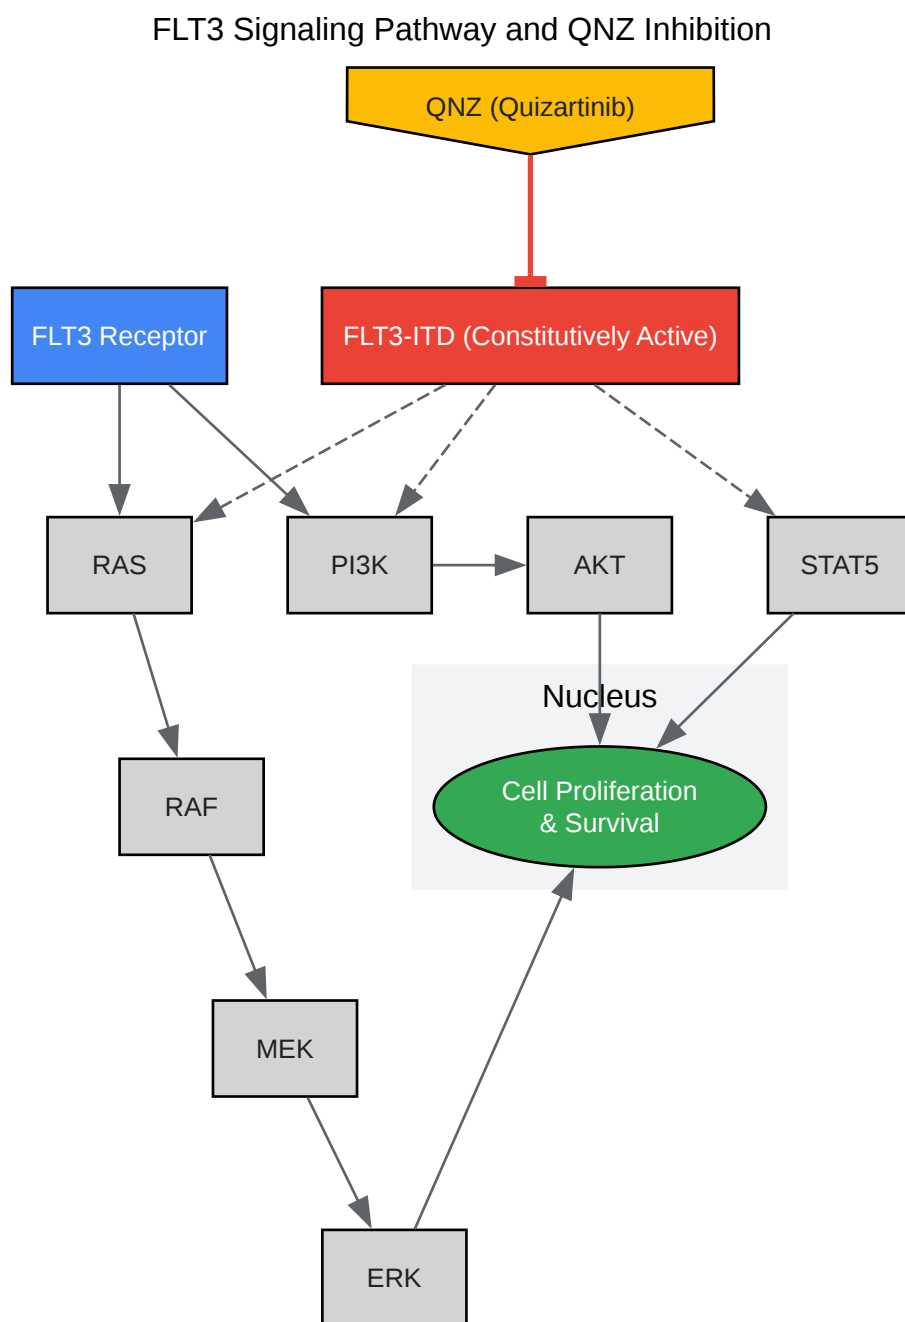 FLT3 Signaling Pathway and QNZ Inhibition
QNZ (Quizartinib)
FLT3 Receptor
FLT3-ITD (Constitutively Active)
RAS
PI3K
AKT
STAT5
Nucleus
RAF
Cell Proliferation
& Survival
MEK
ERK